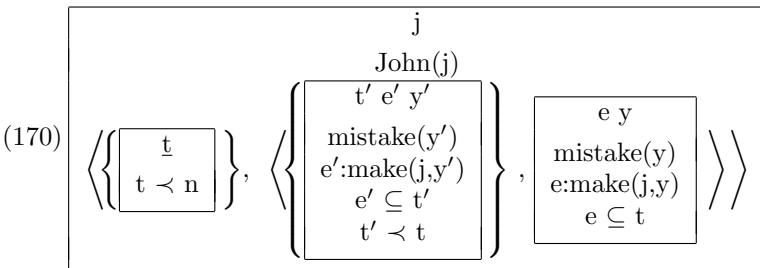 j
John(j)
t′ e′ y′
e y
(170) ⟨{ t , ⟨{ mistake(y′) } , mistake(y) ⟩⟩
t ≺ n } e′:make(j,y′) e:make(j,y)
e′ ⊆ t′ e ⊆ t
t′ ≺ t